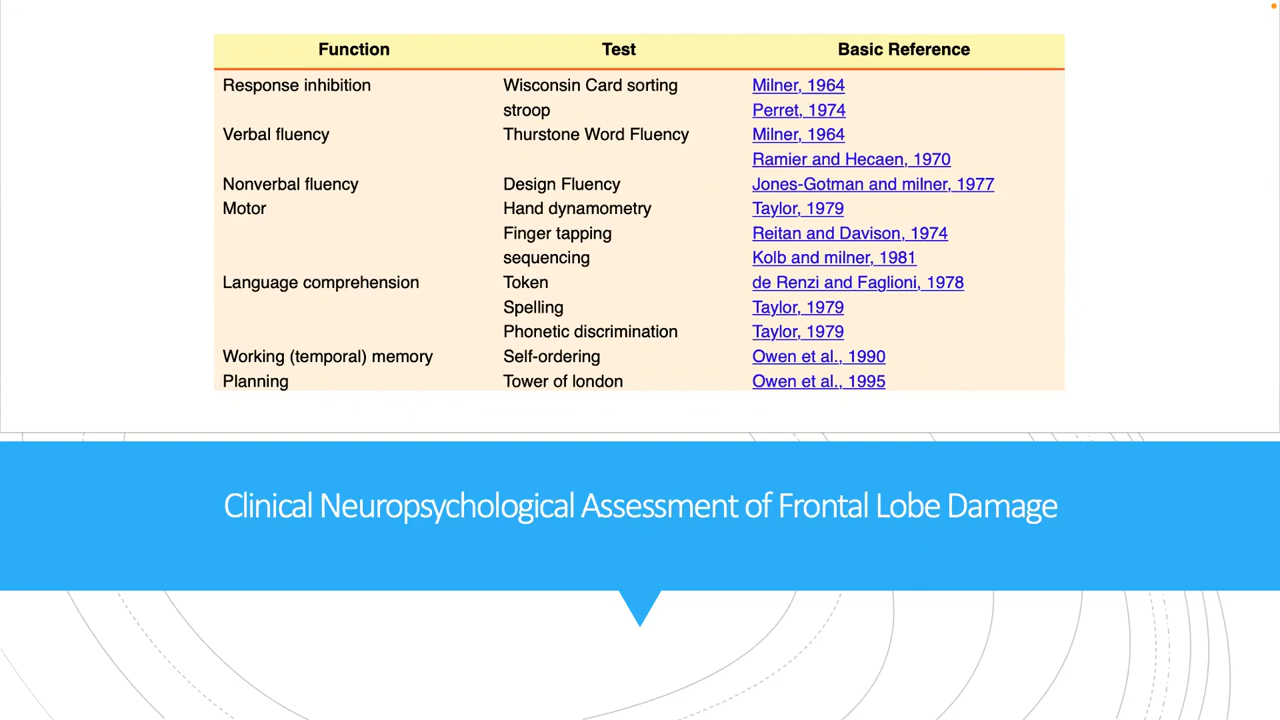 Function Test Basic Reference
Response inhibition Wisconsin Card sorting Milner, 1964
stroop Perret, 1974
Verbal fluency Thurstone Word Fluency Milner, 1964
Ramier and Hecaen, 1970
Nonverbal fluency Design Fluency Jones-Gotman and milner, 1977
Motor Hand dynamometry Taylor, 1979
Finger tapping Reitan and Davison, 1974
sequencing Kolb and milner, 1981
Language comprehension Token de Renzi and Faglioni, 1978
Spelling Taylor, 1979
Phonetic discrimination Taylor, 1979
Working (temporal) memory Self-ordering Owen et al., 1990
Planning Tower of london Owen et al., 1995
Clinical Neuropsychological Assessment of Frontal Lobe Damage